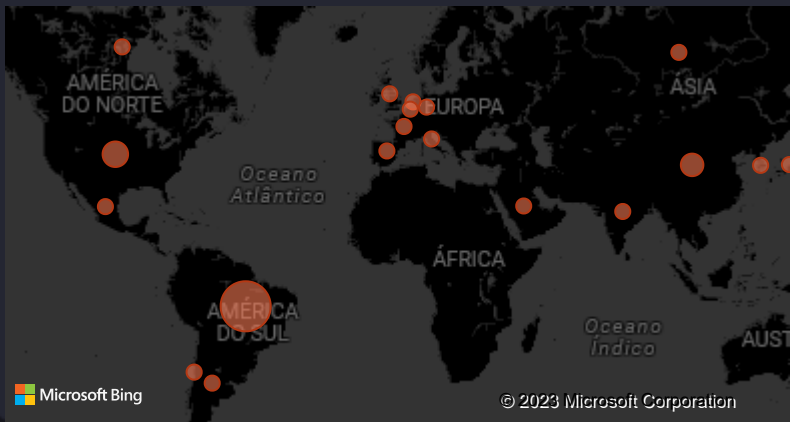 AMÉRICA
DO NORTE
EUROPA
ÁSIA
Oceano
Atlântico
ÁFRICA
AMÉRICA
DO SUL
Oceano
Índico
AUST
Microsoft Bing
© 2023 Microsoft Corporation